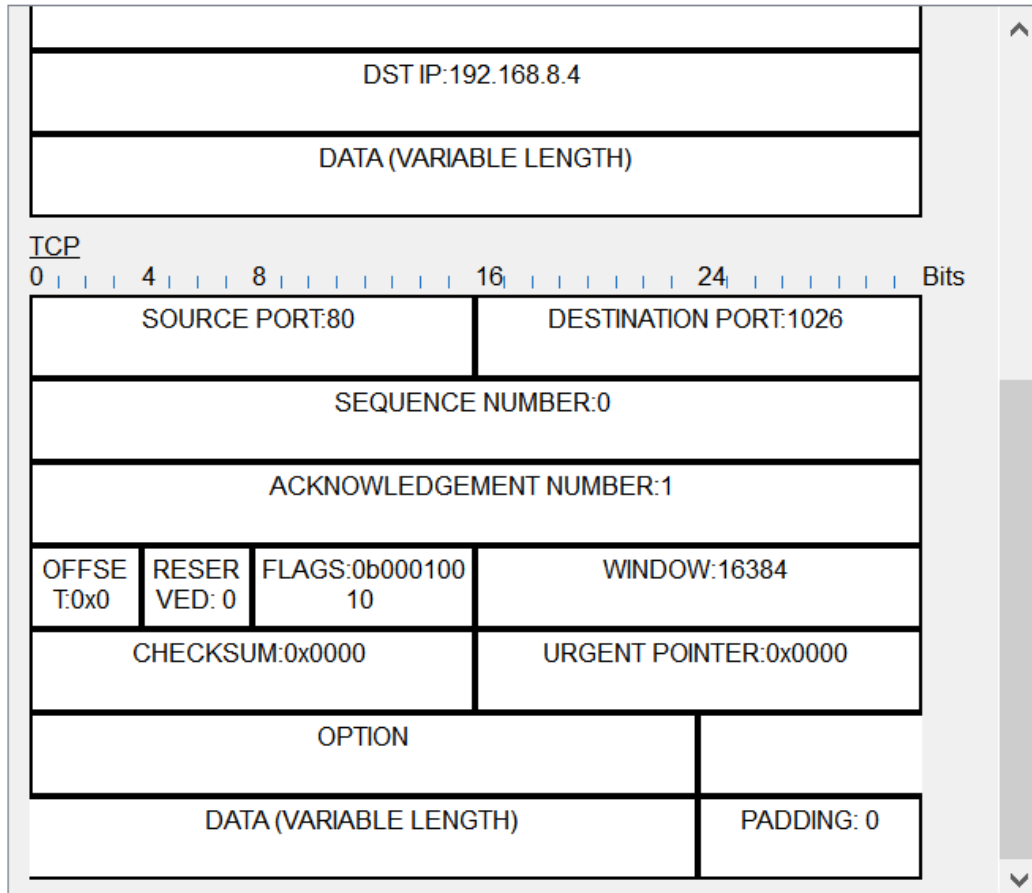 DST IP:192.168.8.4
DATA (VARIABLE LENGTH)
TCP
0 4 8 16 24 Bits
SOURCE PORT:80 DESTINATION PORT:1026
SEQUENCE NUMBER:0
ACKNOWLEDGEMENT NUMBER:1
OFFSE RESER FLAGS:0b000100 WINDOW:16384
T:0x0 VED: 0 10
CHECKSUM:0x0000 URGENT POINTER:0x0000
OPTION
DATA (VARIABLE LENGTH) PADDING: 0